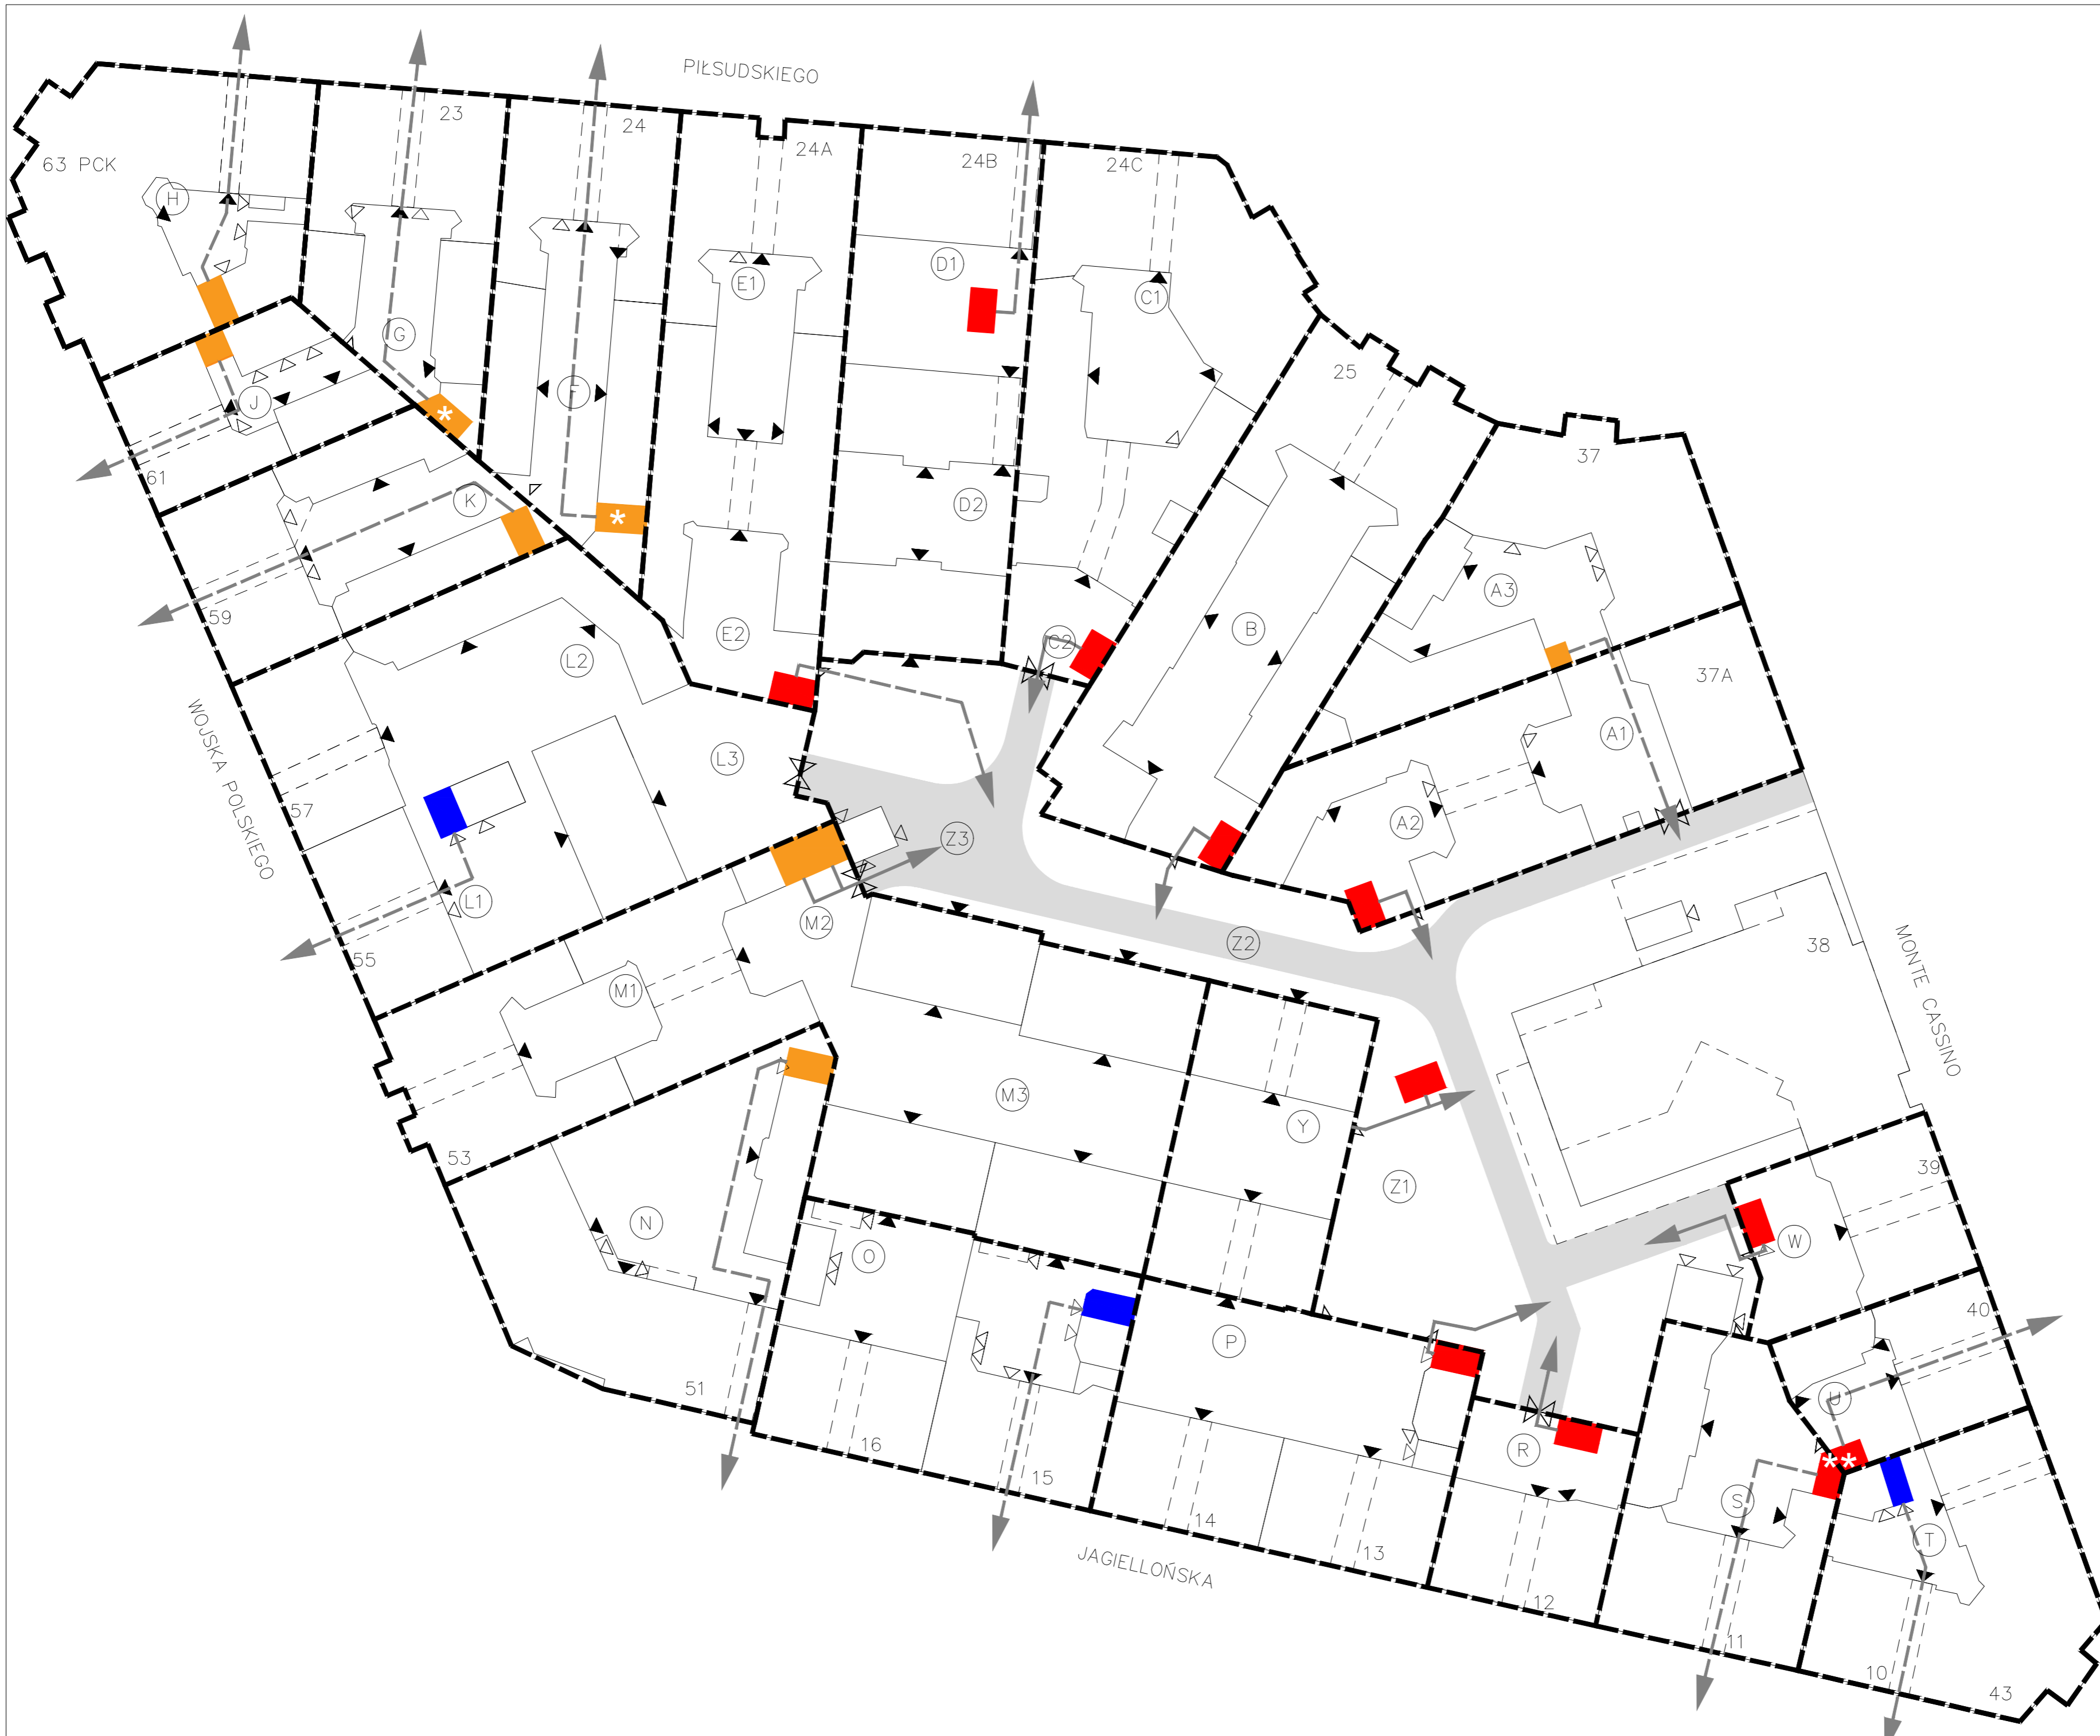 PIŁSUDSKIEGO
23
24
24A
24B
24C
63 PCK
H
D1
E1
C1
G
25
F
J
37
61
K
D2
A3
59
B
E2
C2
L2
37A
WOJSKA POLSKIEGO
L3
A1
57
A2
Z3
L1
M2
Z2
38
55
MONTE CASSINO
M1
M3
Y
53
39
Z1
N
W
O
40
P
51
U
16
R
**
*
*
15
S
14
T
JAGIELLOŃSKA
13
12
11
10
43